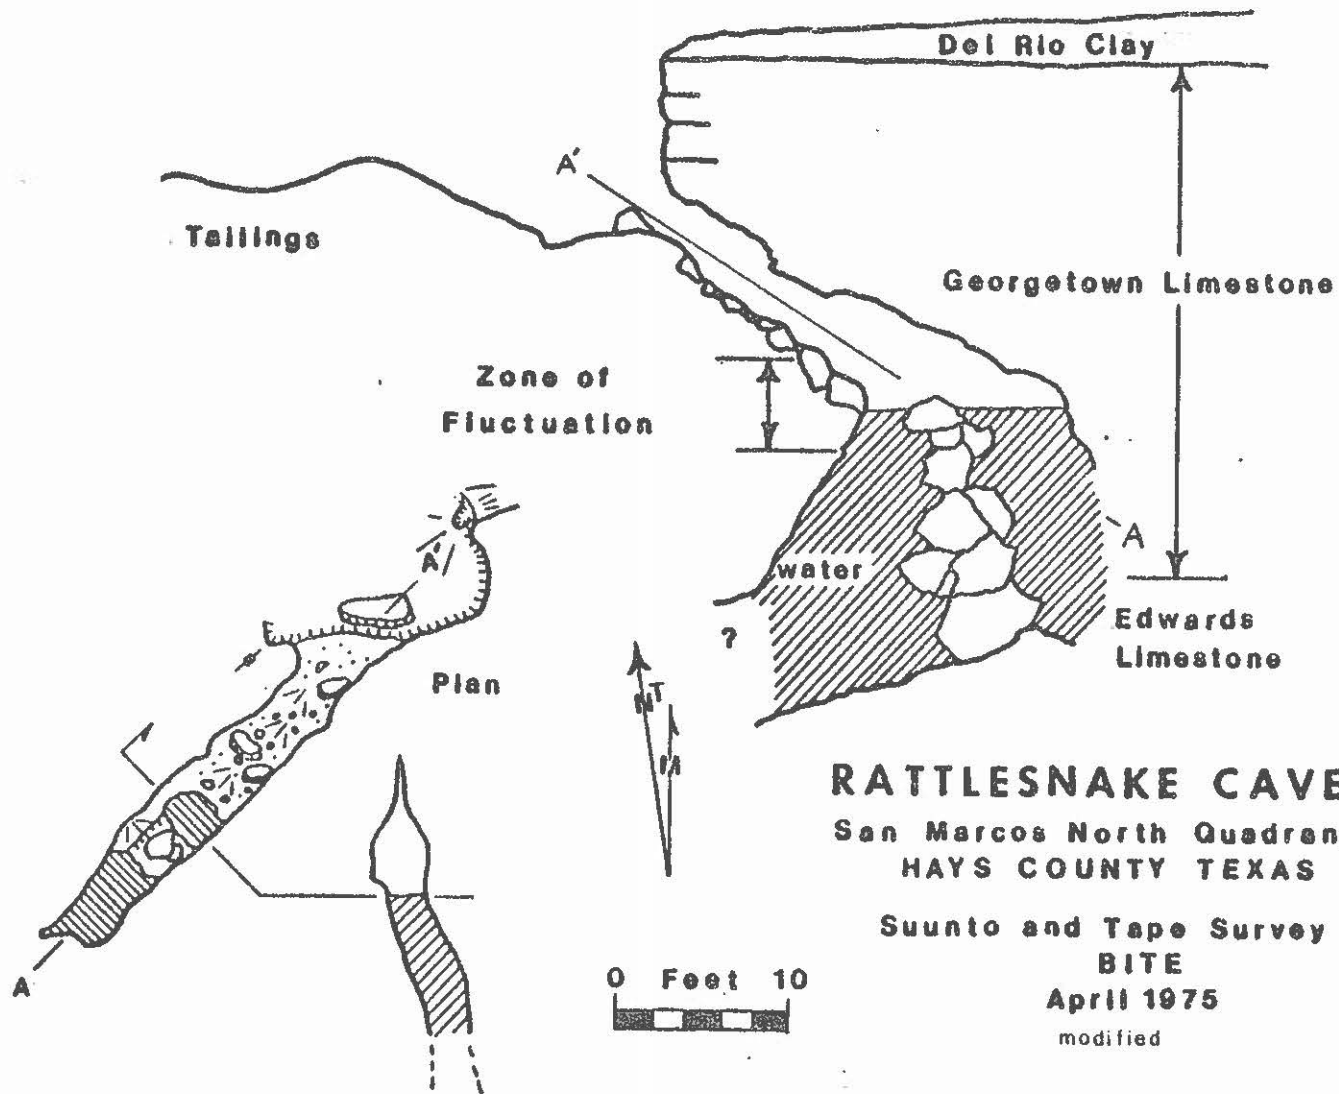 Del Rio Clay
A'
Tailings
Georgetown Limestone
Zone of
Fluctuation
A
water
Edwards
Limestone
?
A'
Plan
NT
M
A
RATTLESNAKE CAVE
San Marcos North Quadran
HAYS COUNTY TEXAS
Suunto and Tape Survey
BITE
April 1975
modified
0 Feet 10